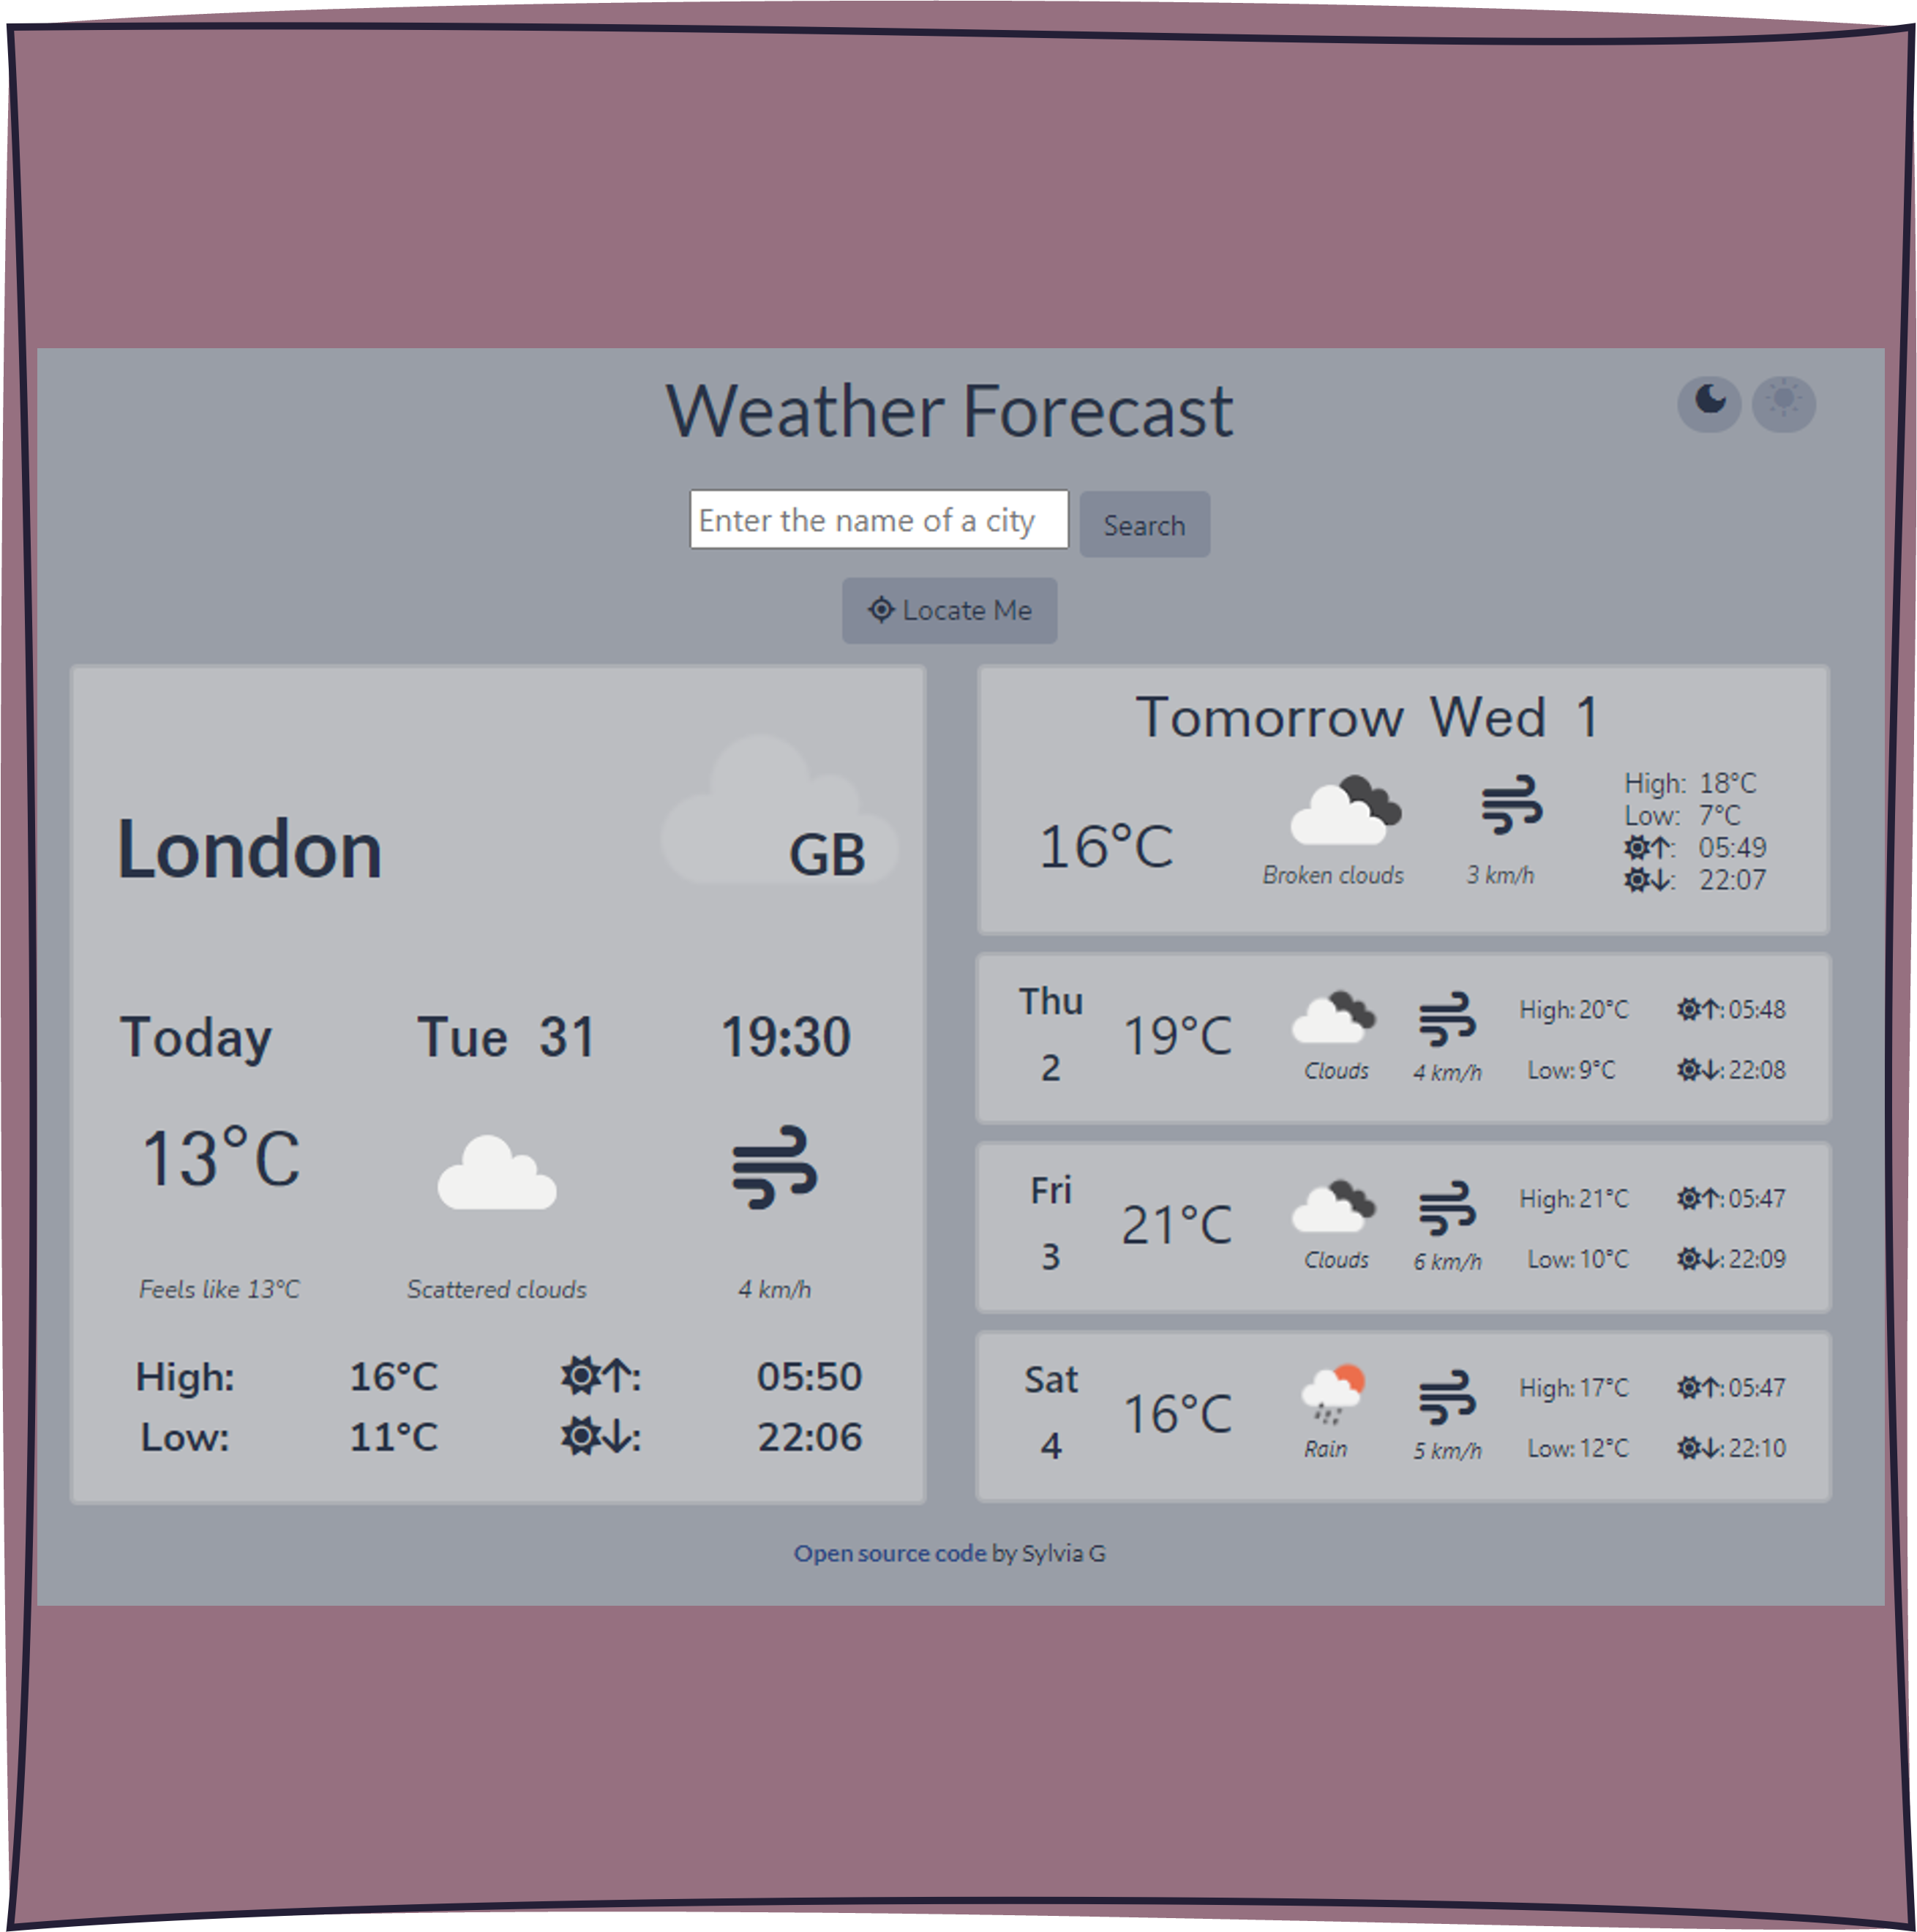 Weather Forecast
Enter the name of a city
Search
Locate Me
London
GB
Today Tue 31 19:30
13°C
Feels like 13°C Scattered clouds 4 km/h
High: 16°C : 05:50
Low: 11°C : 22:06
Tomorrow Wed 1
16°C
Broken clouds
3 km/h
High: 18°C
Low: 7°C
: 05:49
: 22:07
Thu
2
19°C
Clouds
4 km/h
High: 20°C
Low: 9°C
: 05:48
: 22:08
Fri
3
21°C
Clouds
6 km/h
High: 21°C
Low: 10°C
: 05:47
: 22:09
Sat
4
16°C
Rain
5 km/h
High: 17°C
Low: 12°C
: 05:47
: 22:10
Open source code by Sylvia G